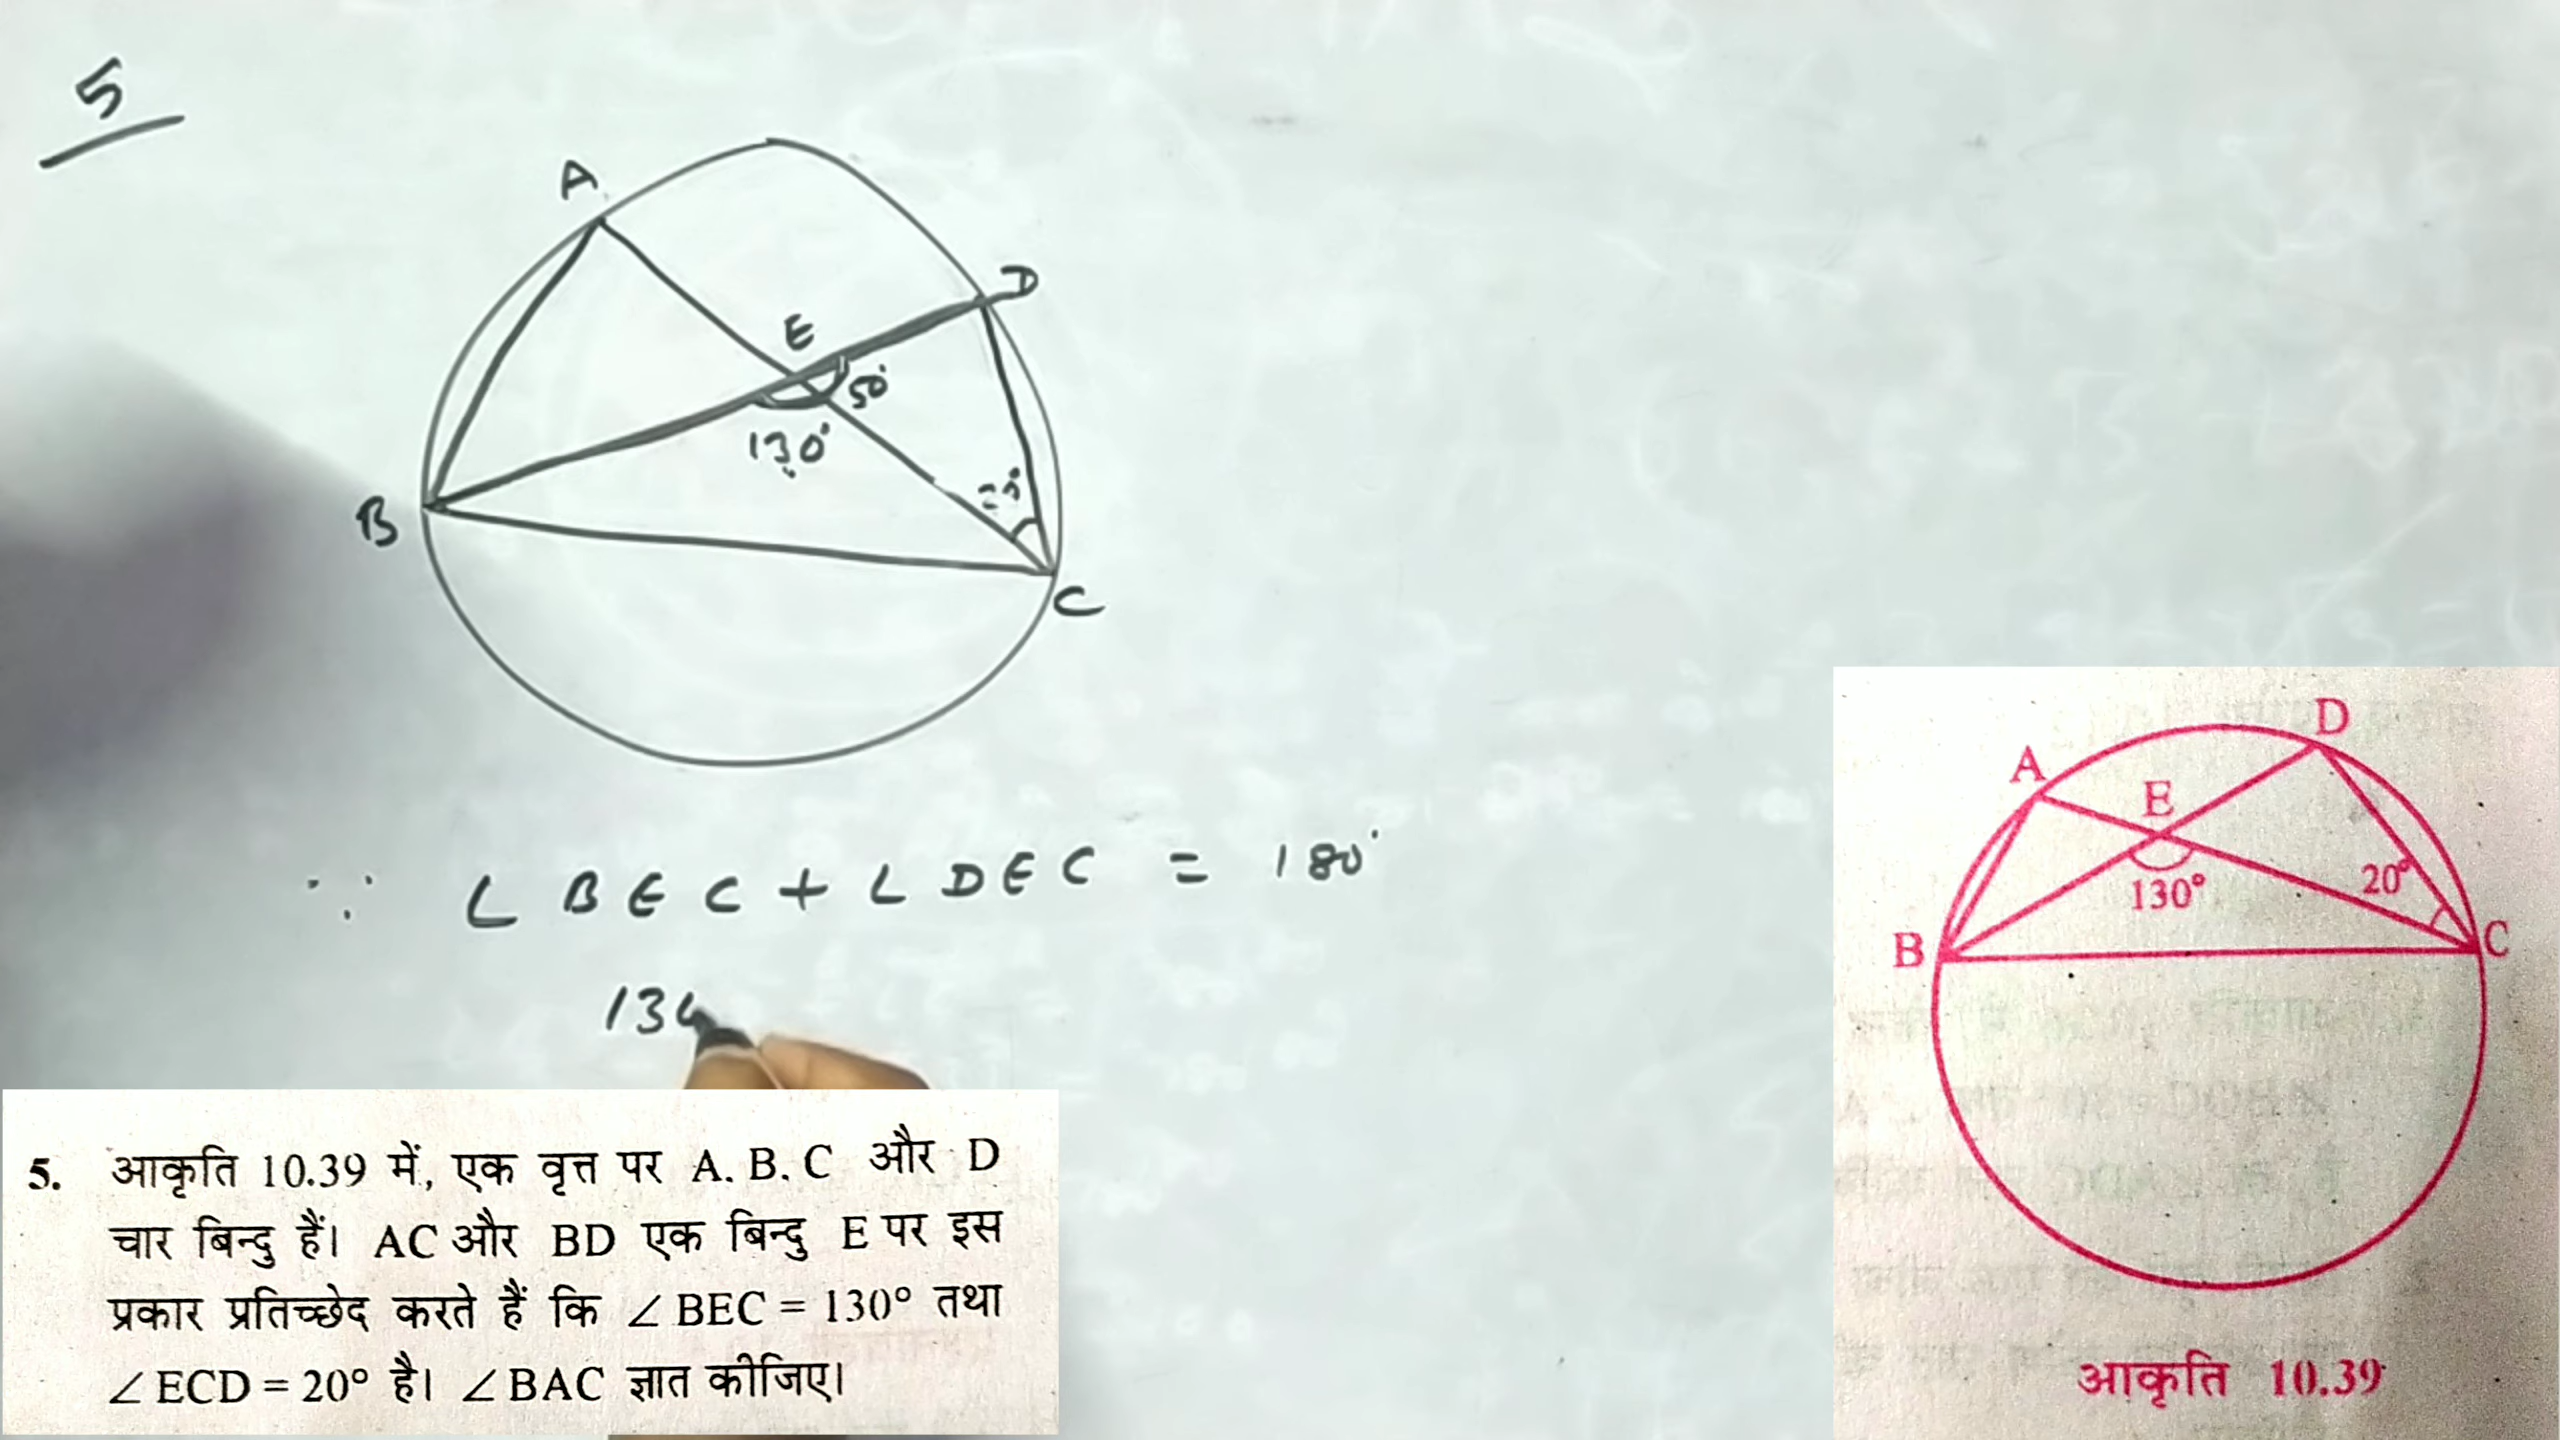 5
A
D
E
50°
130°
B
C
∵ ∠BEC + ∠DEC = 180°
130
D
A
E
130°
20°
B
C
आकृति 10.39
5. आकृति 10.39 में, एक वृत्त पर A. B. C और D
चार बिन्दु हैं। AC और BD एक बिन्दु E पर इस
प्रकार प्रतिच्छेद करते हैं कि ∠BEC = 130° तथा
∠ECD = 20° है। ∠BAC ज्ञात कीजिए।